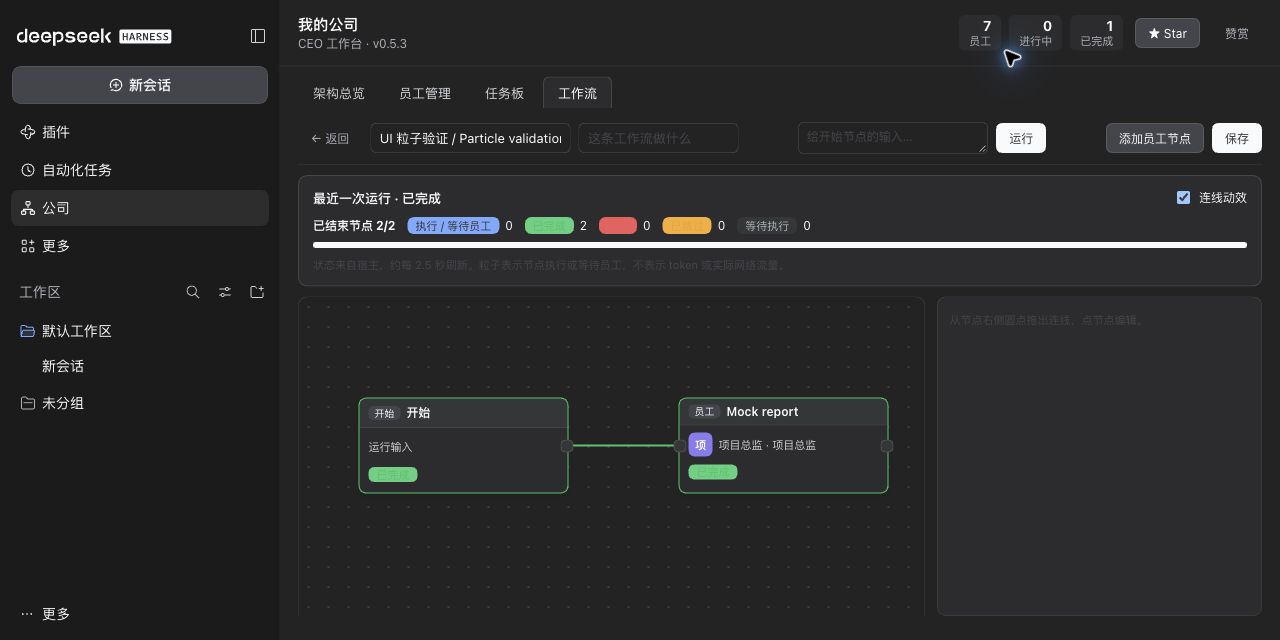 deepseek HARNESS
新会话
插件
自动化任务
公司
更多
工作区
默认工作区
新会话
未分组
更多
我的公司
CEO 工作台 · v0.5.3
7 员工
0 进行中
1 已完成
★ Star
赞赏
架构总览 员工管理 任务板 工作流
← 返回
UI 粒子验证 / Particle validation
这条工作流做什么
给开始节点的输入...
运行
添加员工节点
保存
最近一次运行 · 已完成
连线动效
已结束节点 2/2 执行 / 等待员工 0 已完成 2 0 0 等待执行 0
状态来自宿主，约每 2.5 秒刷新。粒子表示节点执行或等待员工，不表示 token 或实际网络流量。
从节点右侧圆点拖出连线，点节点编辑。
开始 开始
运行输入
已完成
员工 Mock report
项 项目总监 · 项目总监
已完成